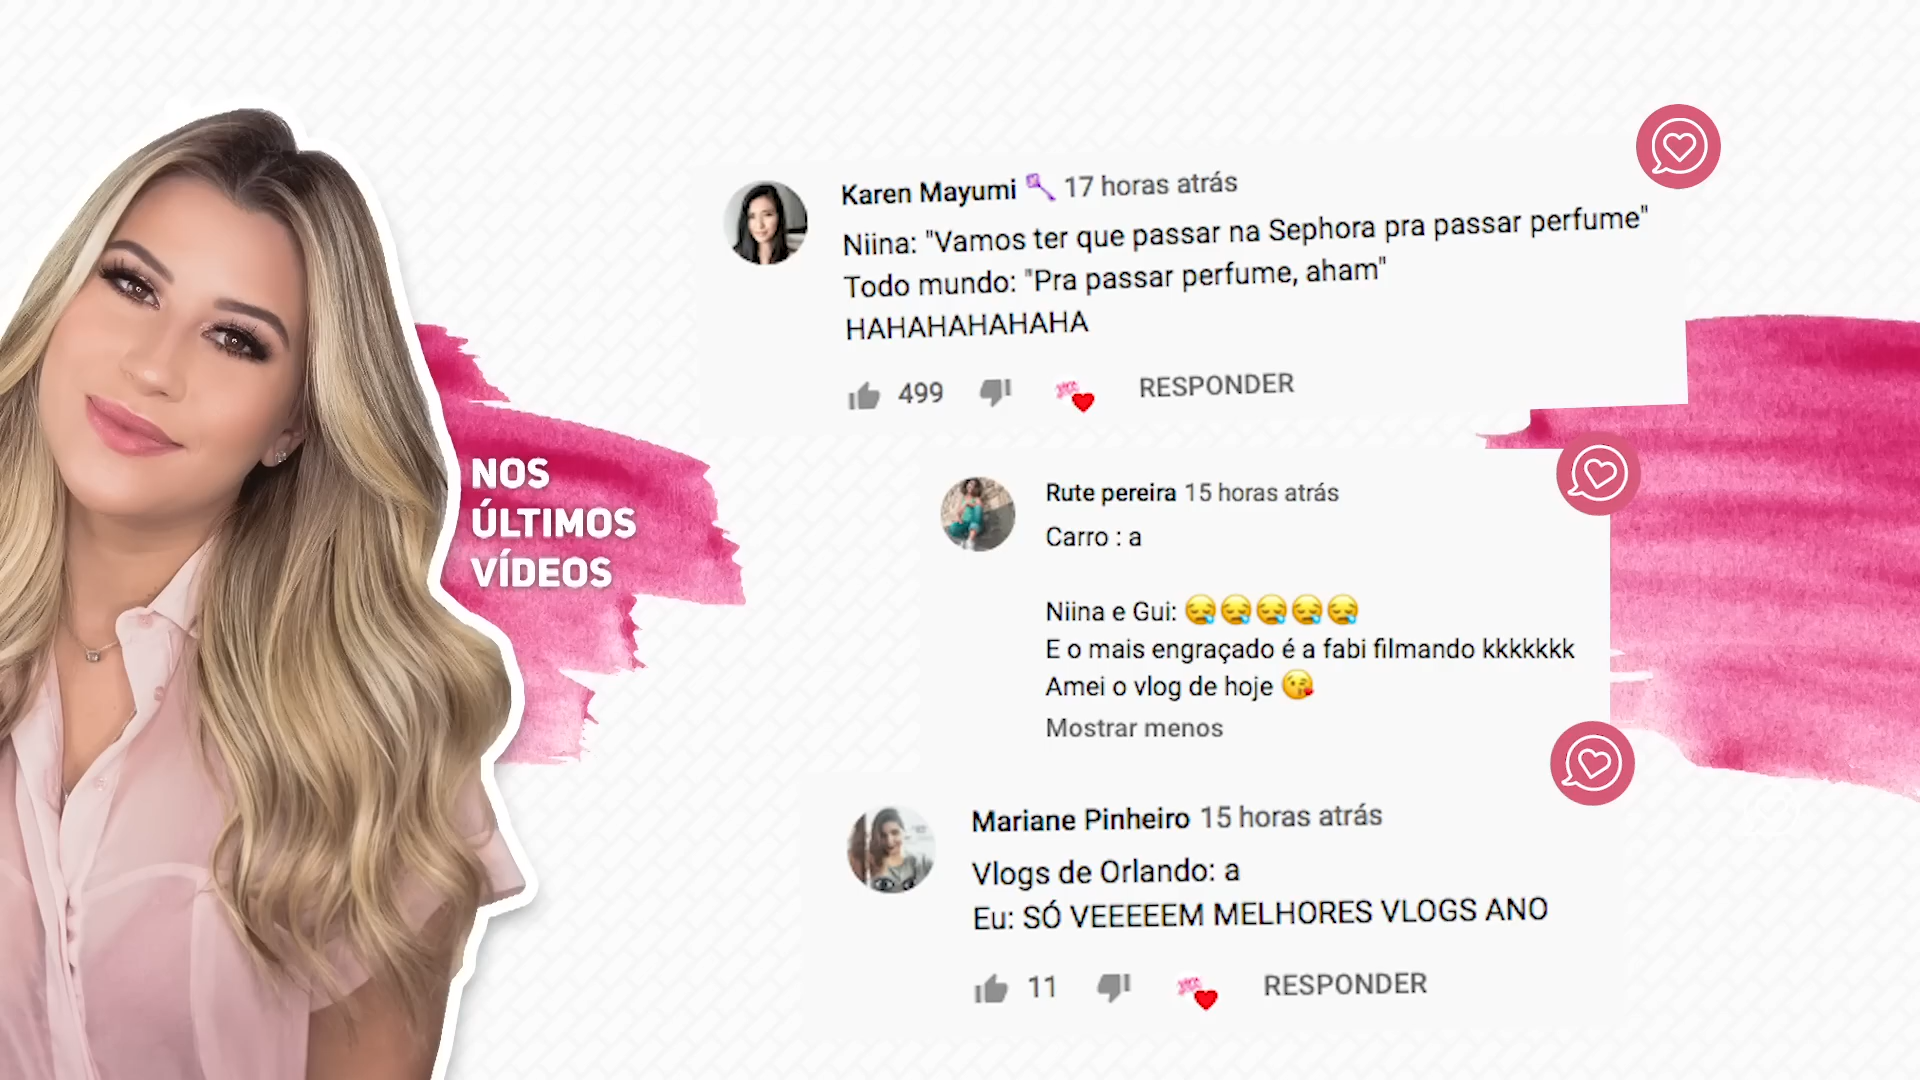 NOS
ÚLTIMOS
VÍDEOS
Karen Mayumi 17 horas atrás
Niina: "Vamos ter que passar na Sephora pra passar perfume"
Todo mundo: "Pra passar perfume, aham"
HAHAHAHAHAHA
499 RESPONDER
Rute pereira 15 horas atrás
Carro : a
Niina e Gui: 😪😪😪😪😪
E o mais engraçado é a fabi filmando kkkkkkk
Amei o vlog de hoje 😘
Mostrar menos
Mariane Pinheiro 15 horas atrás
Vlogs de Orlando: a
Eu: SÓ VEEEEEM MELHORES VLOGS ANO
11 RESPONDER